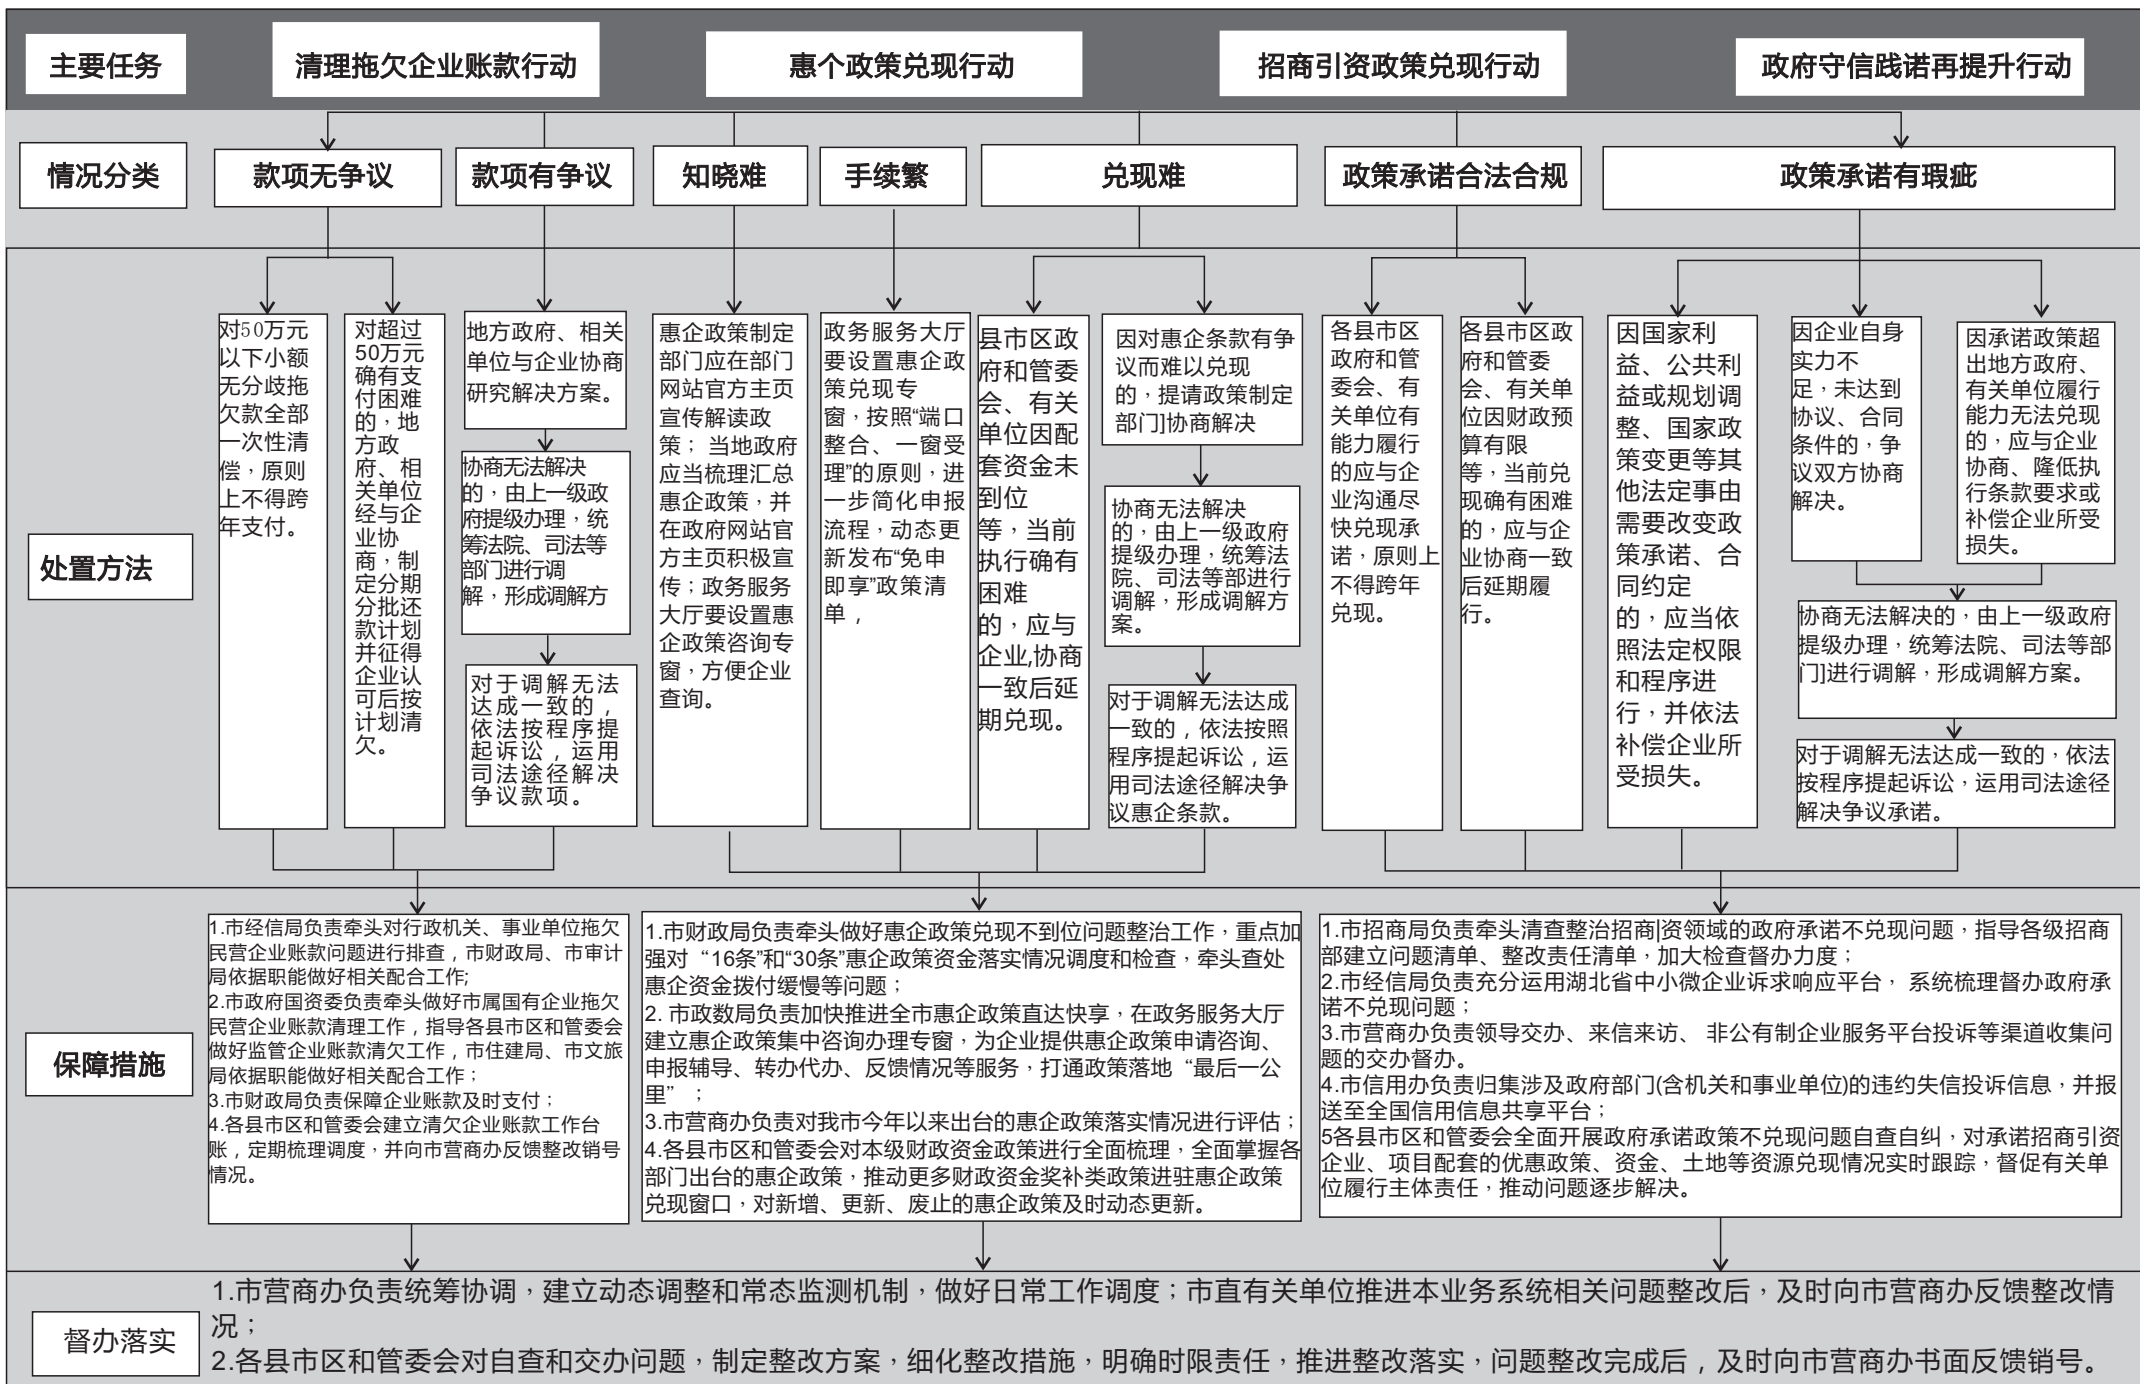 主要任务
清理拖欠企业账款行动
惠个政策兑现行动
招商引资政策兑现行动
政府守信践诺再提升行动
情况分类
款项无争议
款项有争议
知晓难
手续繁
兑现难
政策承诺合法合规
政策承诺有瑕疵
处置方法
对50万元
以下小额
无分歧拖
欠款全部
一次性清
偿，原则
上不得跨
年支付。
对超过
50万元
确有支
付困难
的，地
方政
府、相
关单位
经与企
业协
商，制
定分期
分批还
款计划
并征得
企业认
可后按
计划清
欠。
地方政府、相关
单位与企业协商
研究解决方案。
协商无法解决
的，由上一级政
府提级办理，统
筹法院、司法等
部门进行调
解，形成调解方
对于调解无法
达成一致的，
依法按程序提
起诉讼，运用
司法途径解决
争议款项。
惠企政策制定
部门应在部门
网站官方主页
宣传解读政
策；当地政府
应当梳理汇总
惠企政策，并
在政府网站官
方主页积极宣
传；政务服务
大厅要设置惠
企政策咨询专
窗，方便企业
查询。
政务服务大厅
要设置惠企政
策兑现专
窗，按照“端口
整合、一窗受
理”的原则，进
一步简化申报
流程，动态更
新发布“免申
即享”政策清
单，
县市区政
府和管委
会、有关
单位因配
套资金未
到位
等，当前
执行确有
困难
的，应与
企业,协商
一致后延
期兑现。
因对惠企条款有争
议而难以兑现
的，提请政策制定
部门]协商解决
协商无法解决
的，由上一级政府
提级办理，统筹法
院、司法等部进行
调解，形成调解方
案。
对于调解无法达成
一致的，依法按照
程序提起诉讼，运
用司法途径解决争
议惠企条款。
各县市区
政府和管
委会、有
关单位有
能力履行
的应与企
业沟通尽
快兑现承
诺，原则上
不得跨年
兑现。
各县市区政
府和管委
会、有关单
位因财政预
算有限
等，当前兑
现确有困难
的，应与企
业协商一致
后延期履
行。
因国家利
益、公共利
益或规划调
整、国家政
策变更等其
他法定事由
需要改变政
策承诺、合
同约定
的，应当依
照法定权限
和程序进
行，并依法
补偿企业所
受损失。
因企业自身
实力不
足，未达到
协议、合同
条件的，争
议双方协商
解决。
因承诺政策超
出地方政府、
有关单位履行
能力无法兑现
的，应与企业
协商、隆低执
行条款要求或
补偿企业所受
损失。
协商无法解决的，由上一级政府
提级办理，统筹法院、司法等部
门]进行调解，形成调解方案。
对于调解无法达成一致的，依法
按程序提起诉讼，运用司法途径
解决争议承诺。
保障措施
1.市经信局负责牵头对行政机关、事业单位拖欠
民营企业账款问题进行排查，市财政局、市审计
局依据职能做好相关配合工作;
2.市政府国资委负责牵头做好市属国有企业拖欠
民营企业账款清理工作，指导各县市区和管委会
做好监管企业账款清欠工作，市住建局、市文旅
局依据职能做好相关配合工作；
3.市财政局负责保障企业账款及时支付；
4.各县市区和管委会建立清欠企业账款工作台
账，定期梳理调度，并向市营商办反馈整改销号
情况。
1.市财政局负责牵头做好惠企政策兑现不到位问题整治工作，重点加
强对“16条”和“30条”惠企政策资金落实情况调度和检查，牵头查处
惠企资金拨付缓慢等问题；
2. 市政数局负责加快推进全市惠企政策直达快享，在政务服务大厅
建立惠企政策集中咨询办理专窗，为企业提供惠企政策申请咨询、
申报辅导、转办代办、反馈情况等服务，打通政策落地“最后一公
里”；
3.市营商办负责对我市今年以来出台的惠企政策落实情况进行评估；
4.各县市区和管委会对本级财政资金政策进行全面梳理，全面掌握各
部门出台的惠企政策，推动更多财政资金奖补类政策进驻惠企政策
兑现窗口，对新增、更新、废止的惠企政策及时动态更新。
1.市招商局负责牵头清查整治招商|资领域的政府承诺不兑现问题，指导各级招商
部建立问题清单、整改责任清单，加大检查督办力度；
2.市经信局负责充分运用湖北省中小微企业诉求响应平台， 系统梳理督办政府承
诺不兑现问题；
3.市营商办负责领导交办、来信来访、 非公有制企业服务平台投诉等渠道收集问
题的交办督办。
4.市信用办负责归集涉及政府部门(含机关和事业单位)的违约失信投诉信息，并报
送至全国信用信息共享平台；
5各县市区和管委会全面开展政府承诺政策不兑现问题自查自纠，对承诺招商引资
企业、项目配套的优惠政策、资金、土地等资源兑现情况实时跟踪，督促有关单
位履行主体责任，推动问题逐步解决。
督办落实
1.市营商办负责统筹协调，建立动态调整和常态监测机制，做好日常工作调度；市直有关单位推进本业务系统相关问题整改后，及时向市营商办反馈整改情
况；
2.各县市区和管委会对自查和交办问题，制定整改方案，细化整改措施，明确时限责任，推进整改落实，问题整改完成后，及时向市营商办书面反馈销号。